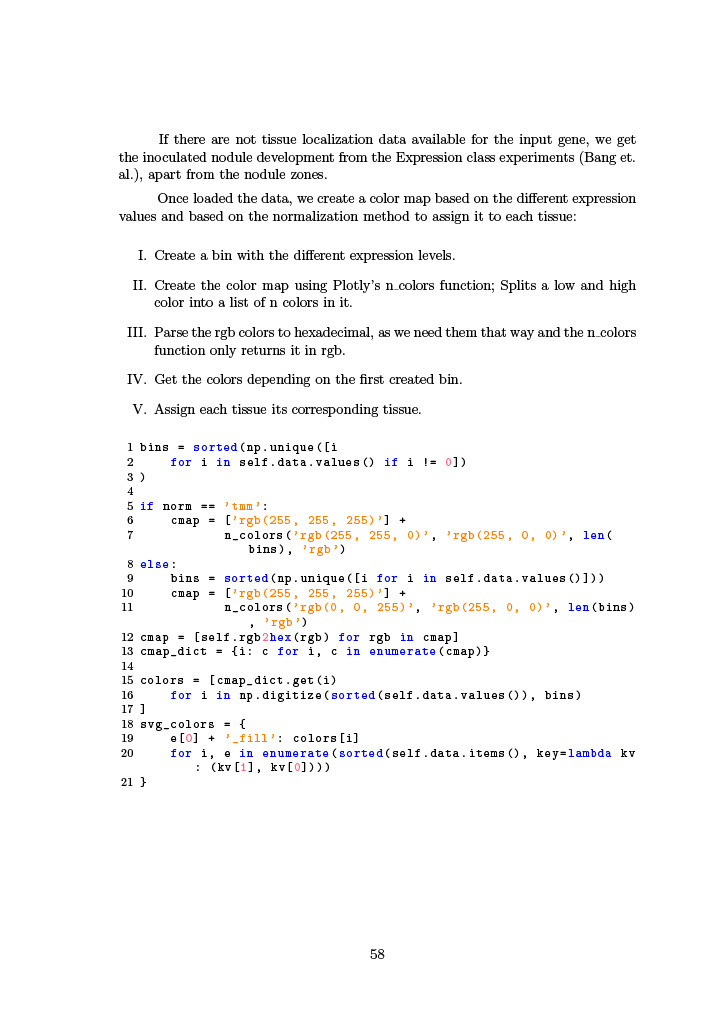 If there are not tissue localization data available for the input gene, we get
the inoculated nodule development from the Expression class experiments (Bang et.
al.), apart from the nodule zones.
Once loaded the data, we create a color map based on the different expression
values and based on the normalization method to assign it to each tissue:
I. Create a bin with the different expression levels.
II. Create the color map using Plotly's n_colors function; Splits a low and high
color into a list of n colors in it.
III. Parse the rgb colors to hexadecimal, as we need them that way and the n_colors
function only returns it in rgb.
IV. Get the colors depending on the first created bin.
V. Assign each tissue its corresponding tissue.
1 bins = sorted(np.unique([i
2     for i in self.data.values() if i != 0])
3 )
4
5 if norm == 'tmm':
6     cmap = ['rgb(255, 255, 255)'] +
7            n_colors('rgb(255, 255, 0)', 'rgb(255, 0, 0)', len(
bins), 'rgb')
8 else:
9     bins = sorted(np.unique([i for i in self.data.values()]))
10     cmap = ['rgb(255, 255, 255)'] +
11            n_colors('rgb(0, 0, 255)', 'rgb(255, 0, 0)', len(bins)
, 'rgb')
12 cmap = [self.rgb2hex(rgb) for rgb in cmap]
13 cmap_dict = {i: c for i, c in enumerate(cmap)}
14
15 colors = [cmap_dict.get(i)
16     for i in np.digitize(sorted(self.data.values()), bins)
17 ]
18 svg_colors = {
19     e[0] + '_fill': colors[i]
20     for i, e in enumerate(sorted(self.data.items(), key=lambda kv
: (kv[1], kv[0])))
21 }
58